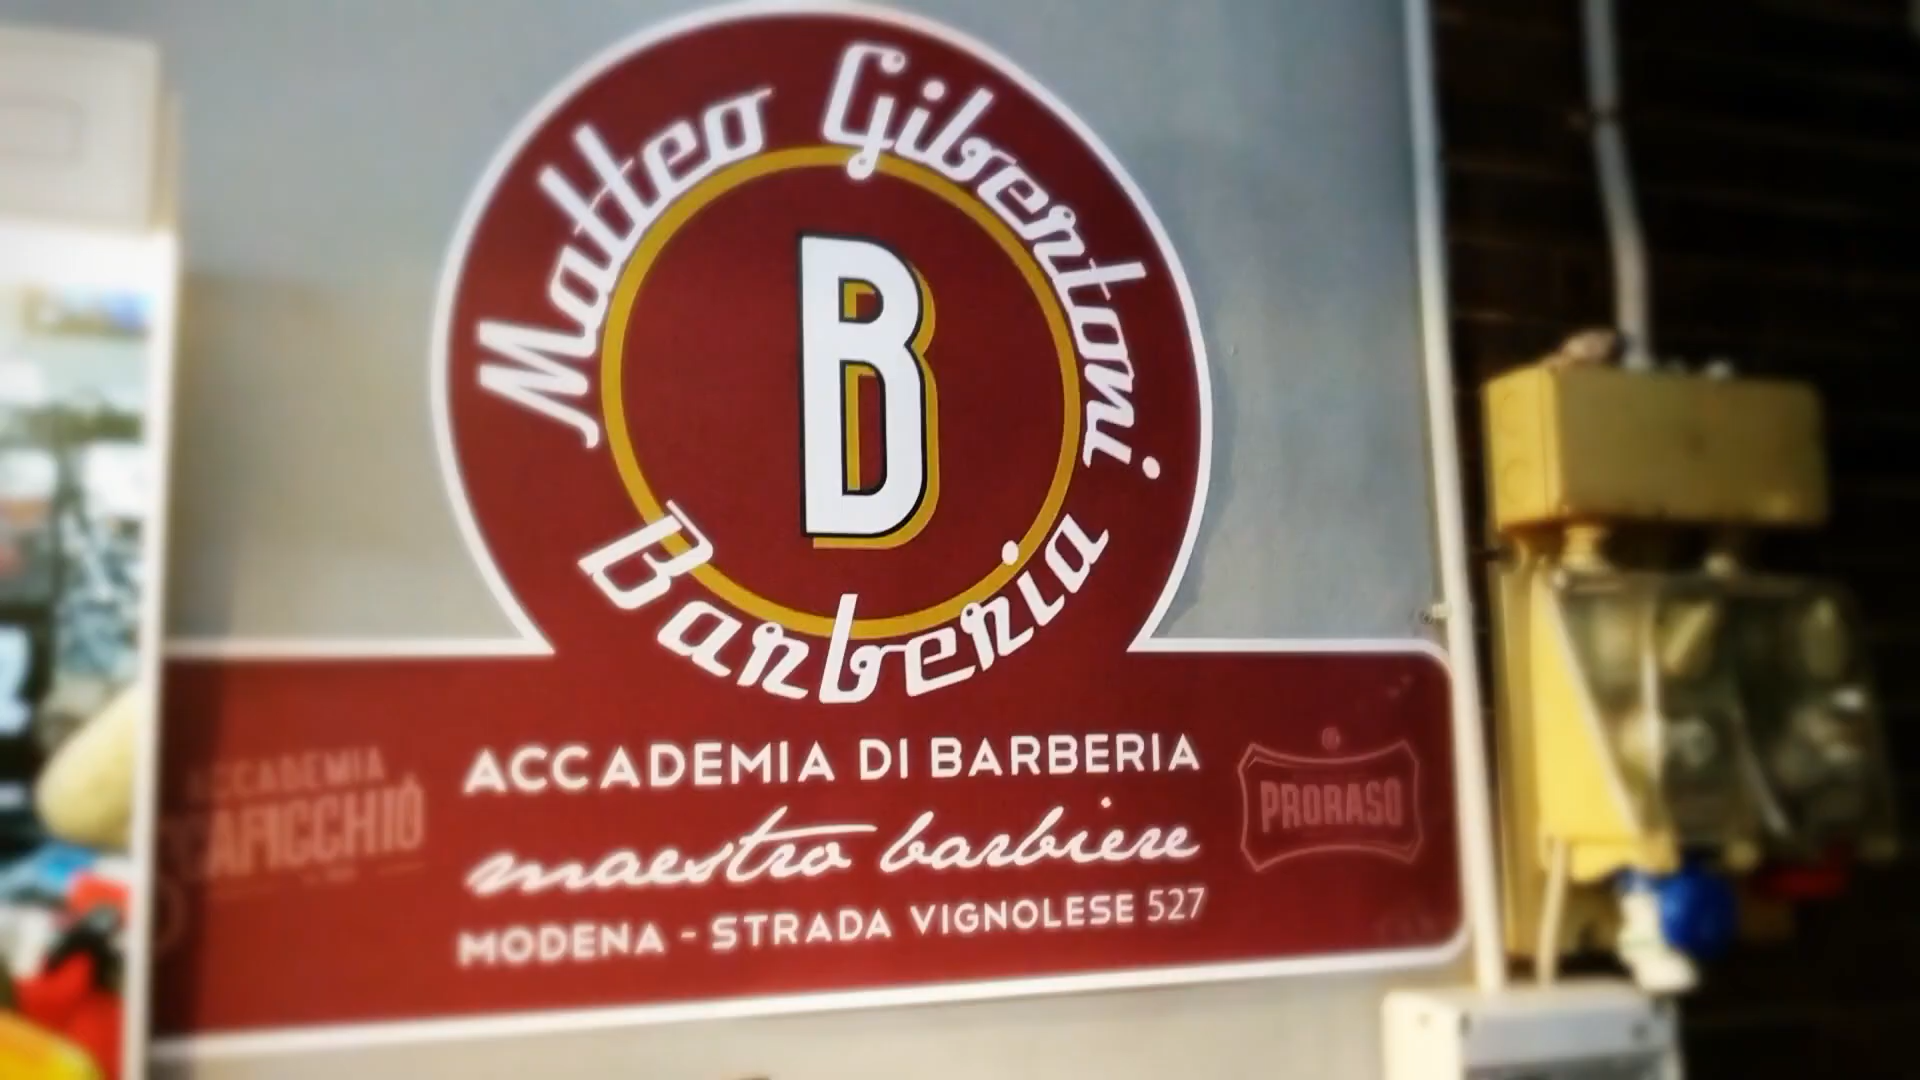 Matteo Gibertoni
B
Barberia
ACCADEMIA DI BARBERIA
maestro barbiere
MODENA - STRADA VIGNOLESE 527
ACCADEMIA
PRORASO